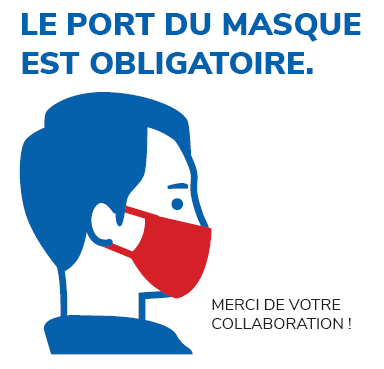 LE PORT DU MASQUE
EST OBLIGATOIRE.
MERCI DE VOTRE
COLLABORATION !